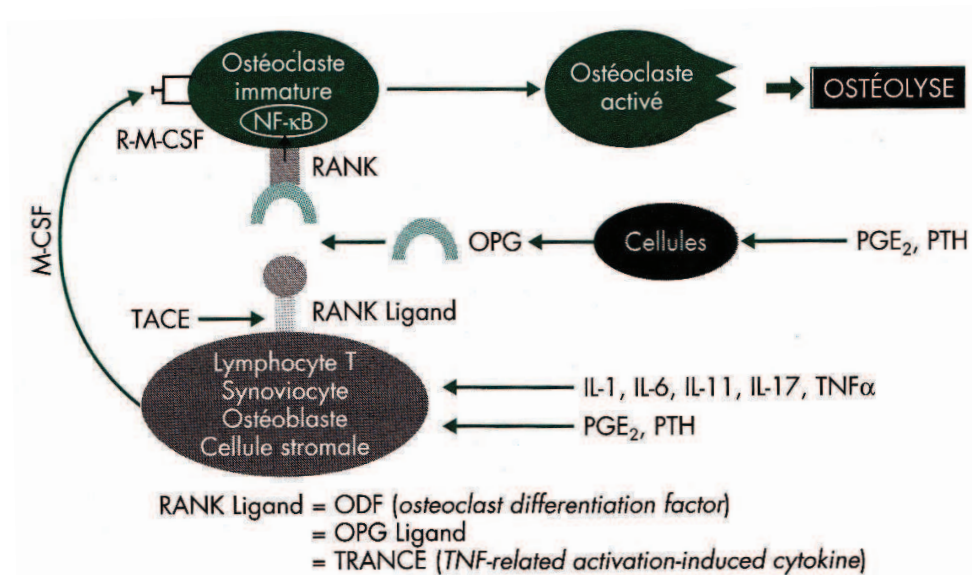 Ostéoclaste
immature
NF-κB
R-M-CSF
RANK
Ostéoclaste
activé
OSTÉOLYSE
M-CSF
OPG
Cellules
PGE₂, PTH
TACE
RANK Ligand
Lymphocyte T
Synoviocyte
Ostéoblaste
Cellule stromale
IL-1, IL-6, IL-11, IL-17, TNFα
PGE₂, PTH
RANK Ligand = ODF (osteoclast differentiation factor)
= OPG Ligand
= TRANCE (TNF-related activation-induced cytokine)